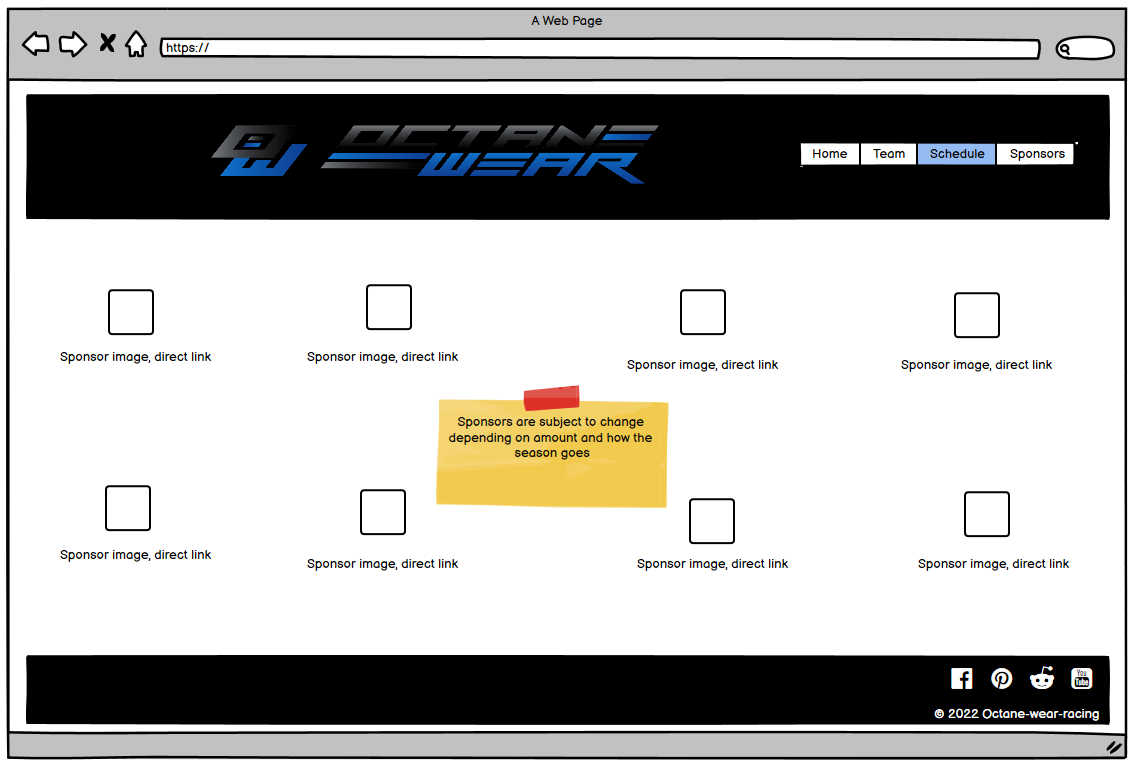 A Web Page
https://
OW OCTANE
WEAR
Home Team Schedule Sponsors
Sponsor image, direct link
Sponsor image, direct link
Sponsor image, direct link
Sponsor image, direct link
Sponsors are subject to change
depending on amount and how the
season goes
Sponsor image, direct link
Sponsor image, direct link
Sponsor image, direct link
Sponsor image, direct link
You
Tube
© 2022 Octane-wear-racing